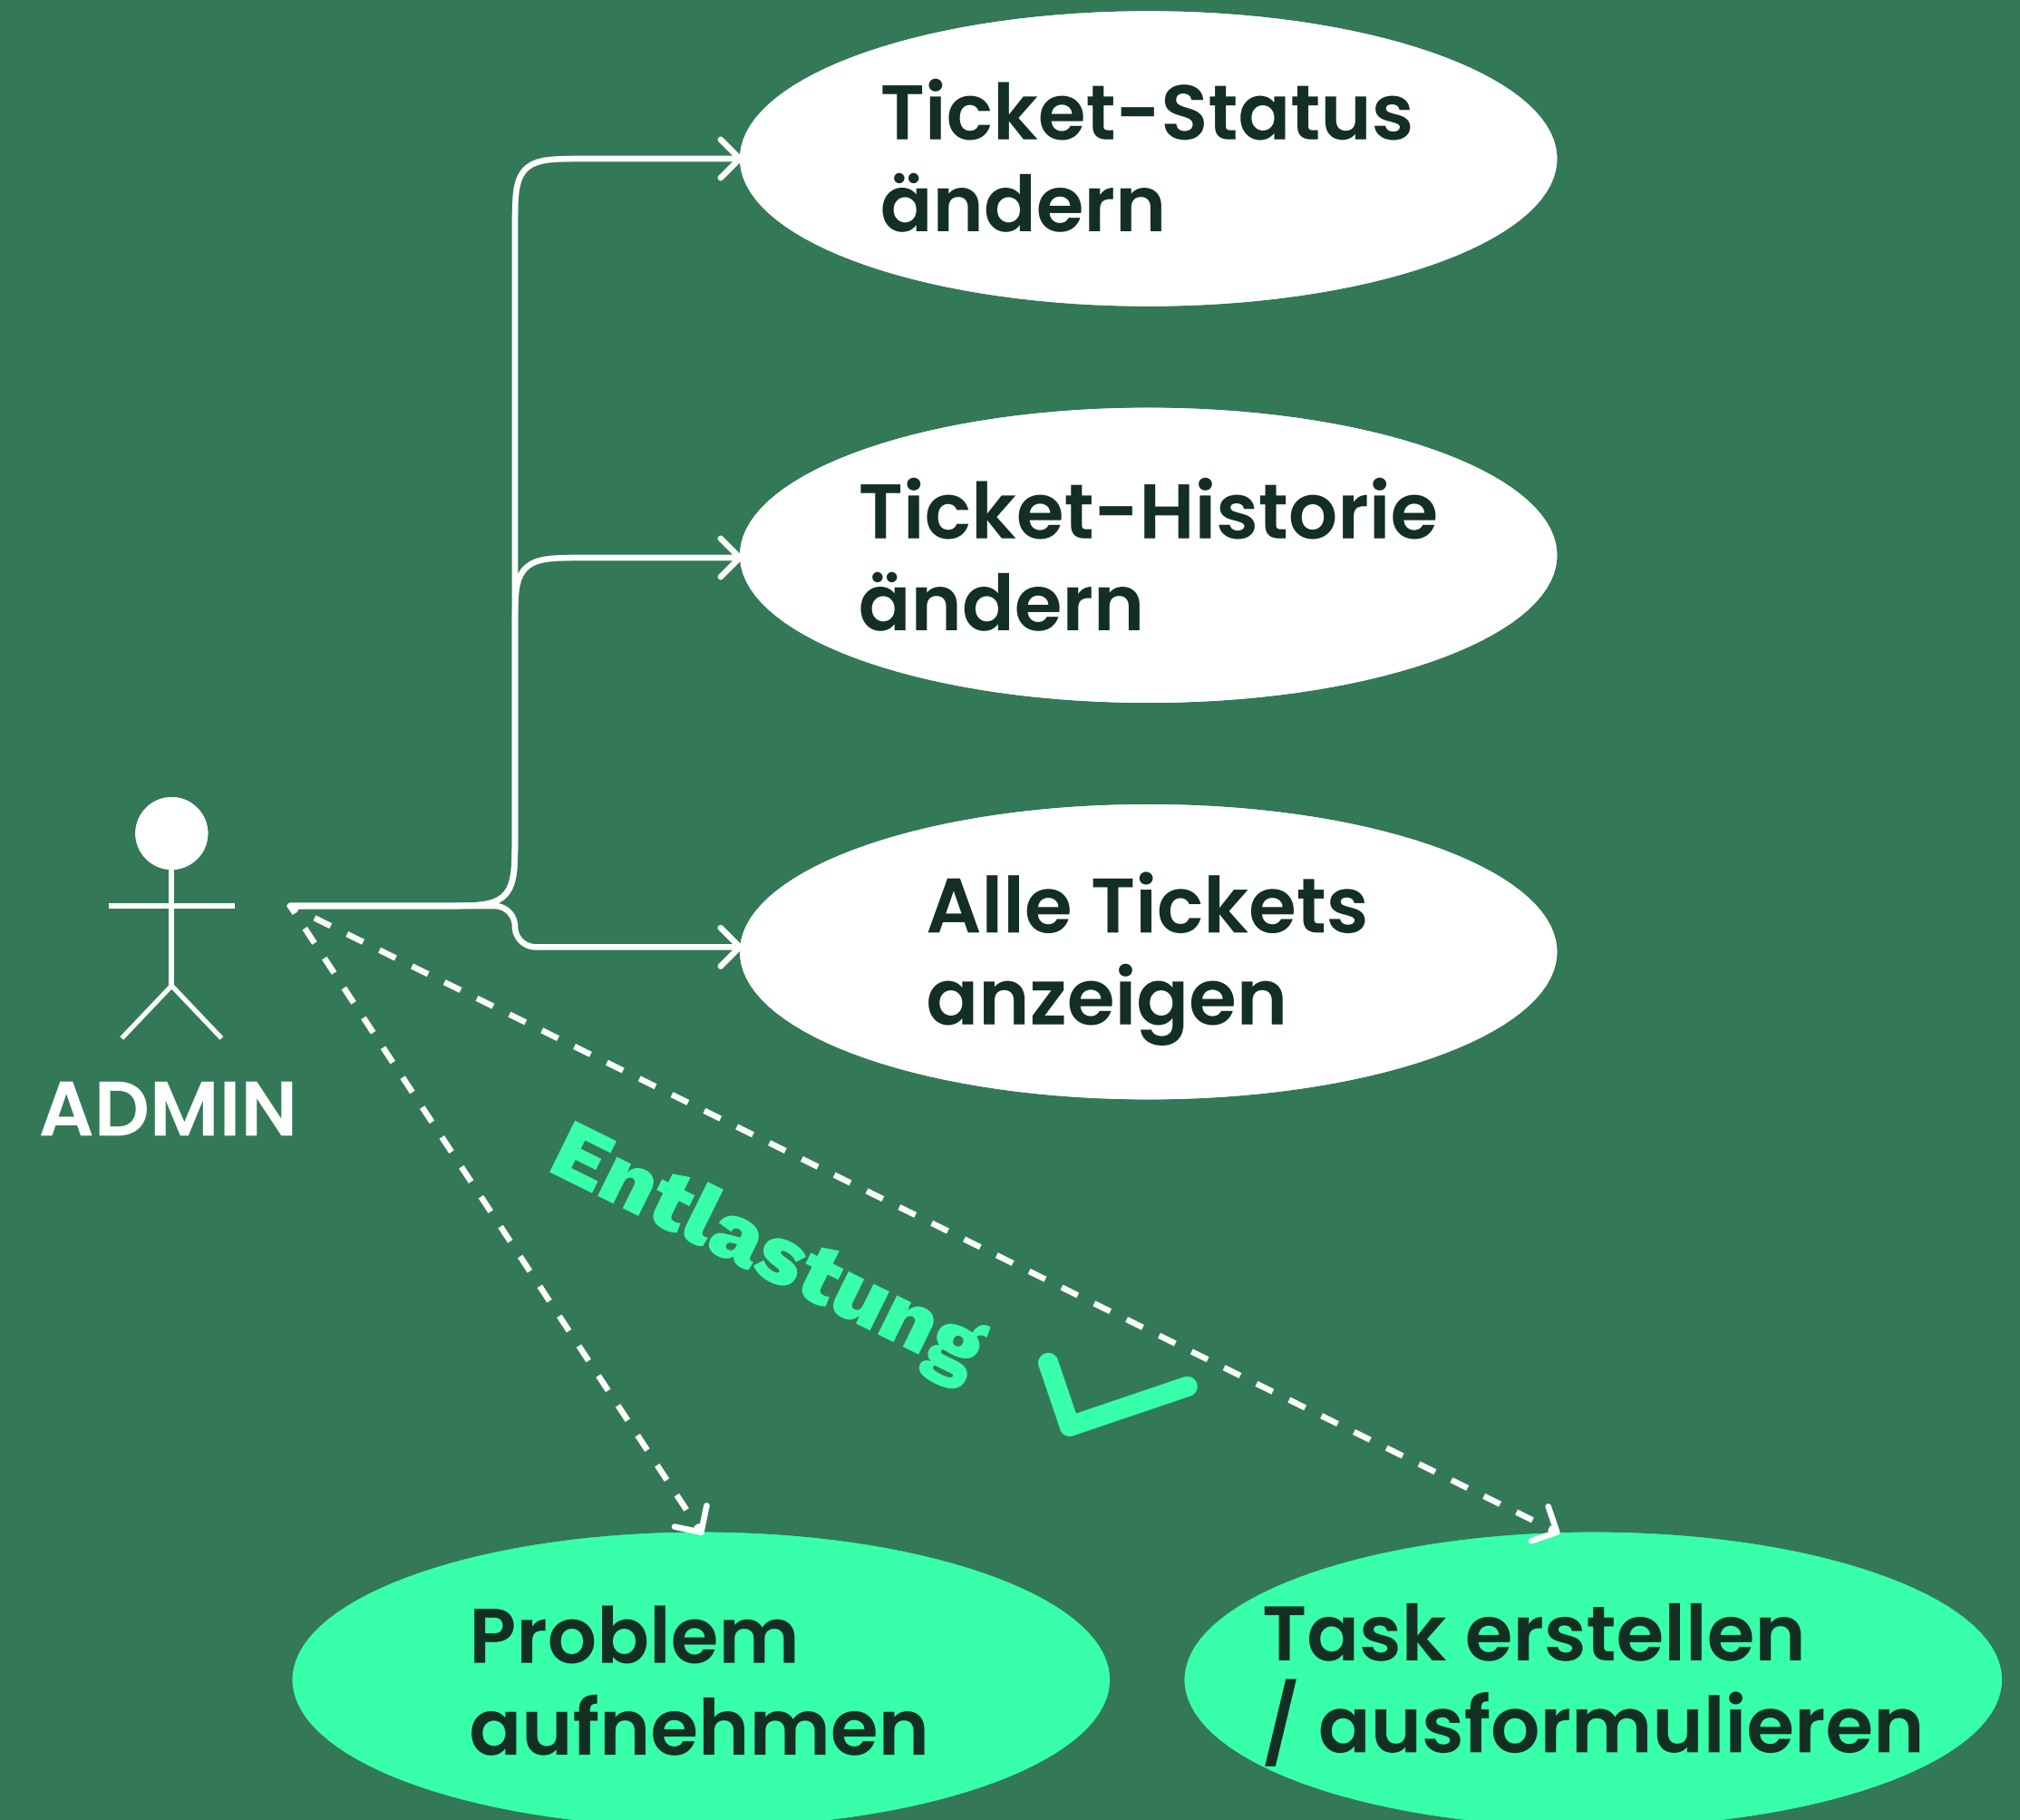 Ticket-Status
ändern
Ticket-Historie
ändern
Alle Tickets
anzeigen
ADMIN
Entlastung
Problem
aufnehmen
Task erstellen
/ ausformulieren